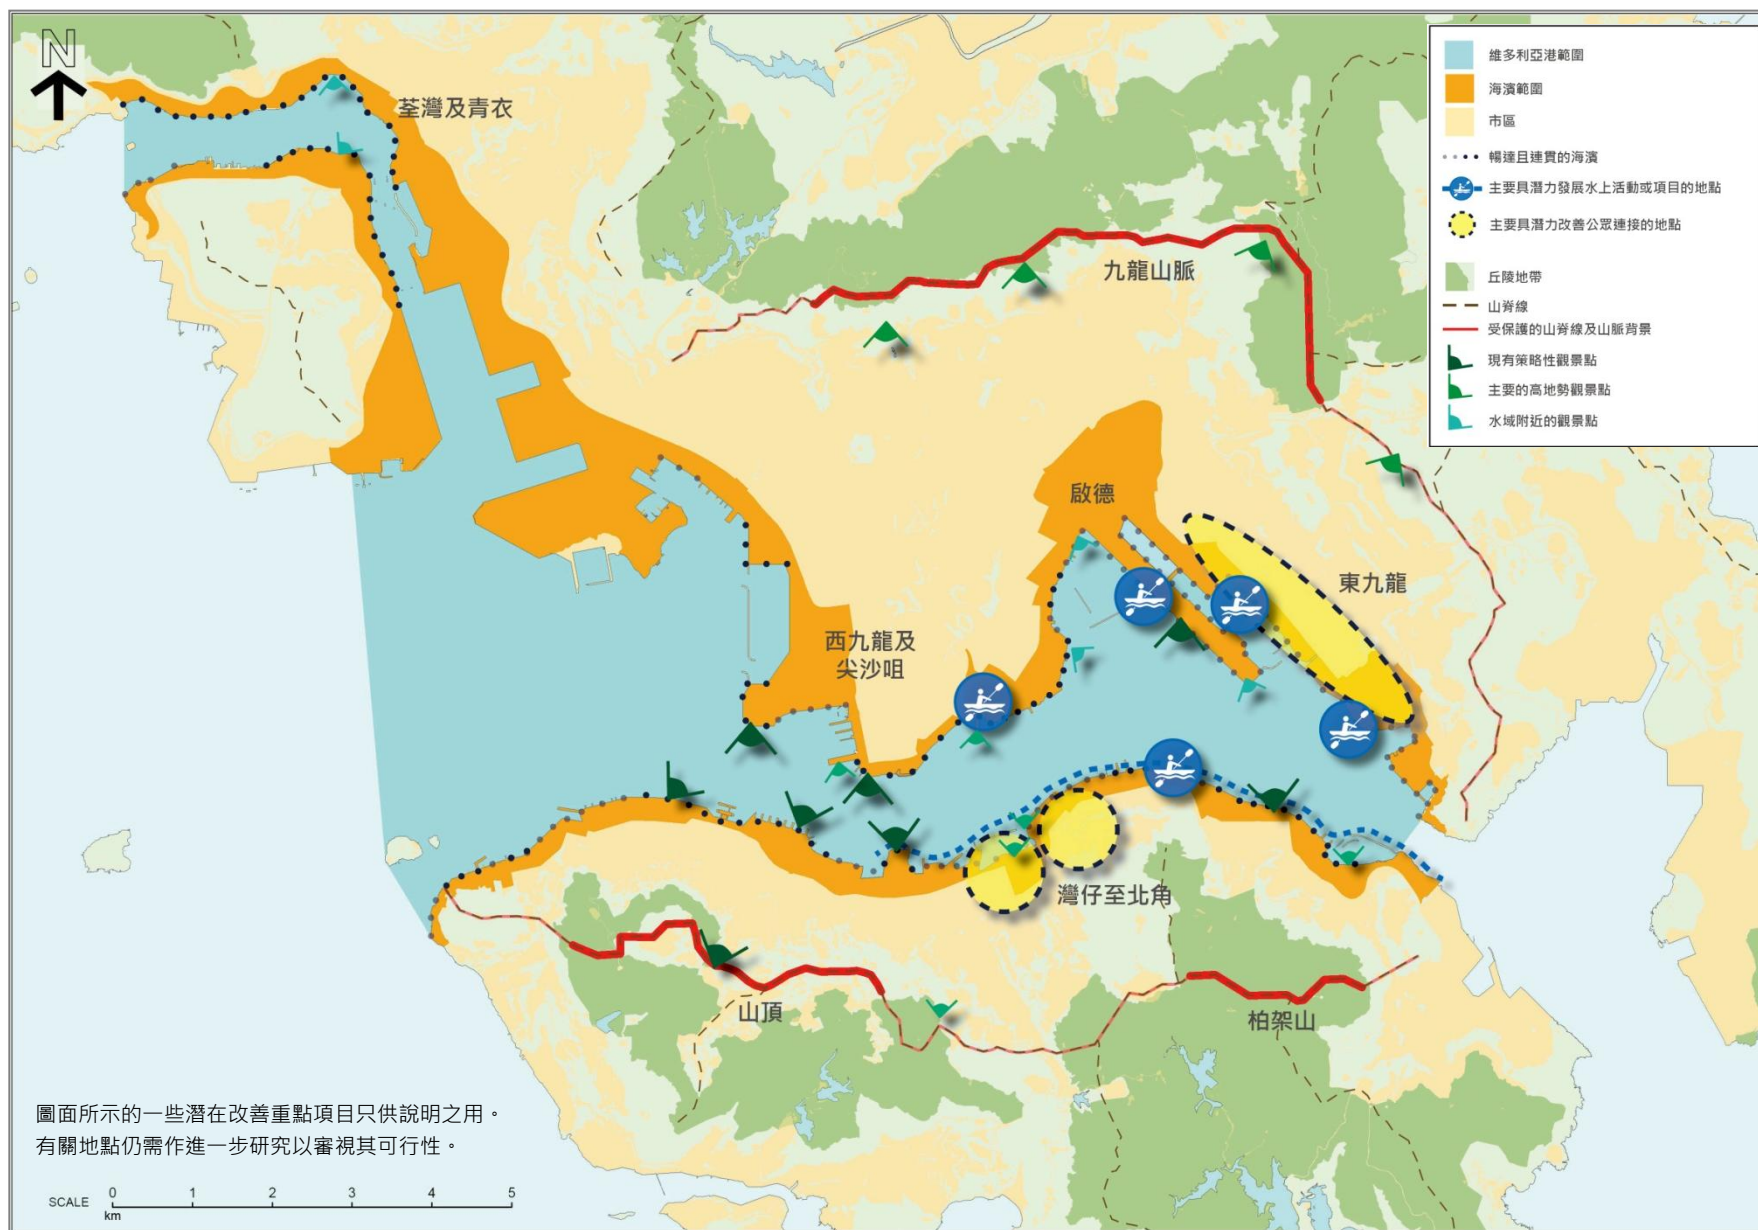 N
荃灣及青衣
九龍山脈
啟德
東九龍
西九龍及
尖沙咀
灣仔至北角
山頂
柏架山
維多利亞港範圍
海濱範圍
市區
暢達且連貫的海濱
主要具潛力發展水上活動或項目的地點
主要具潛力改善公眾連接的地點
丘陵地帶
山脊線
受保護的山脊線及山脈背景
現有策略性觀景點
主要的高地勢觀景點
水域附近的觀景點
圖面所示的一些潛在改善重點項目只供說明之用。
有關地點仍需作進一步研究以審視其可行性。
SCALE 0 1 2 3 4 5
km